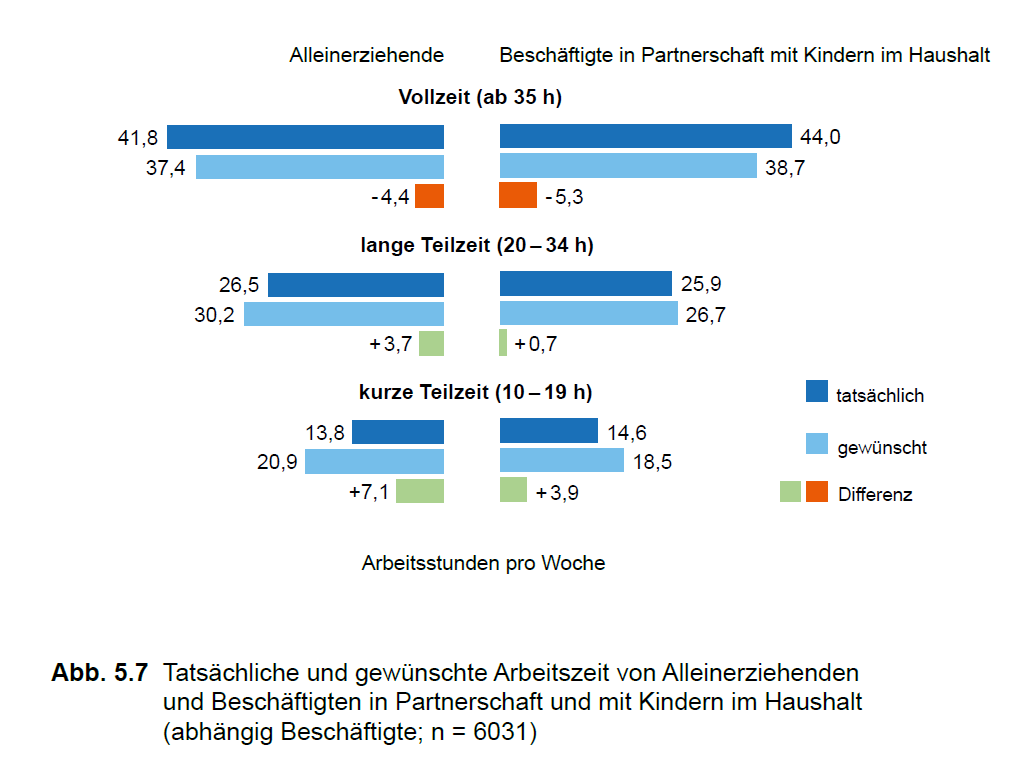 Alleinerziehende Beschäftigte in Partnerschaft mit Kindern im Haushalt
Vollzeit (ab 35 h)
41,8 44,0
37,4 38,7
-4,4 -5,3
lange Teilzeit (20–34 h)
26,5 25,9
30,2 26,7
+3,7 +0,7
kurze Teilzeit (10–19 h)
13,8 14,6
20,9 18,5
+7,1 +3,9
tatsächlich
gewünscht
Differenz
Arbeitsstunden pro Woche
Abb. 5.7 Tatsächliche und gewünschte Arbeitszeit von Alleinerziehenden
und Beschäftigten in Partnerschaft und mit Kindern im Haushalt
(abhängig Beschäftigte; n = 6031)